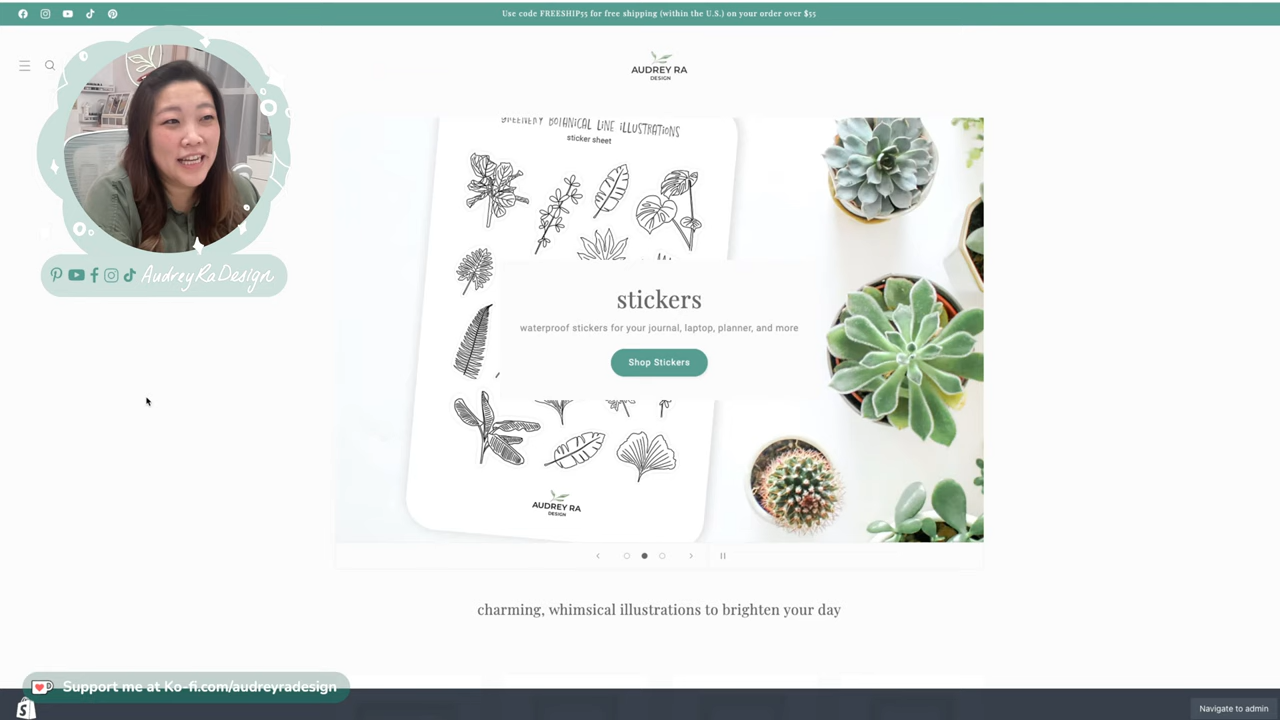 Use code FREESHIP55 for free shipping (within the U.S.) on your order over $55
AUDREY RA
DESIGN
GREENERY BOTANICAL LINE ILLUSTRATIONS
sticker sheet
AudreyRaDesign
stickers
waterproof stickers for your journal, laptop, planner, and more
Shop Stickers
AUDREY RA
DESIGN
charming, whimsical illustrations to brighten your day
Support me at Ko-fi.com/audreyradesign
Navigate to admin